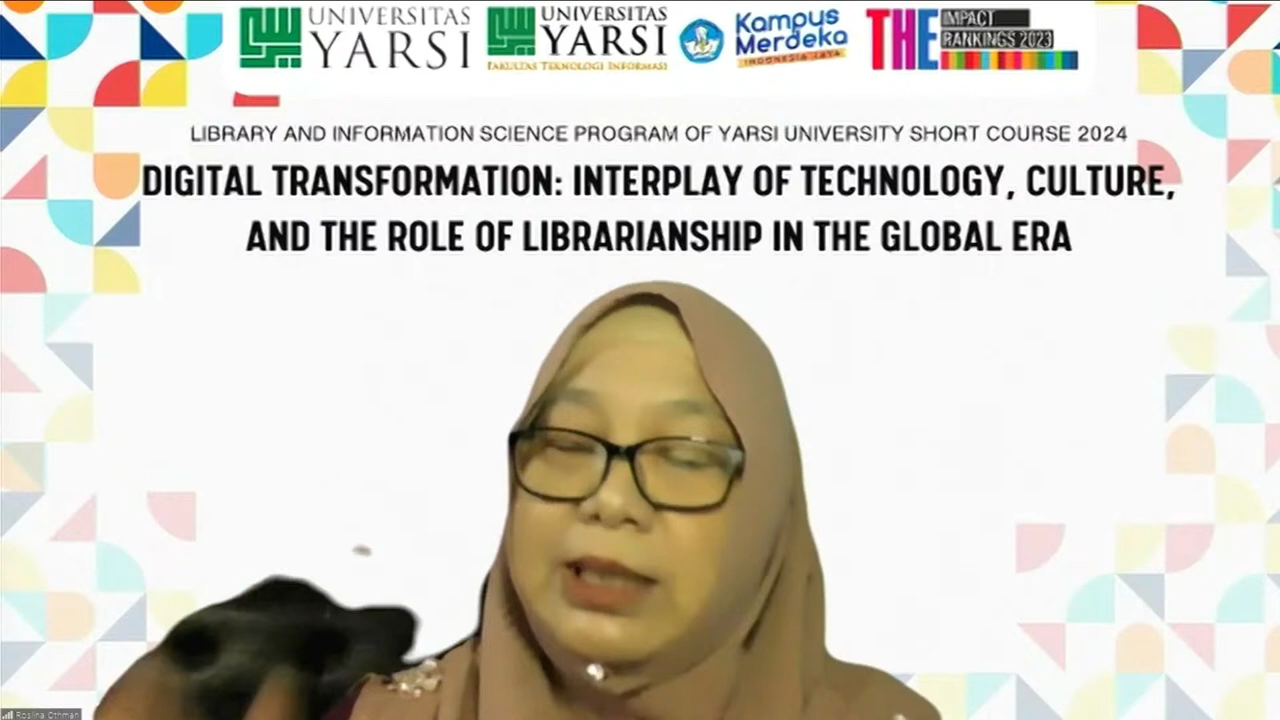 UNIVERSITAS
YARSI
UNIVERSITAS
YARSI
FAKULTAS TEKNOLOGI INFORMASI
Kampus
Merdeka
INDONESIA JAYA
THE
IMPACT
RANKINGS 2023
LIBRARY AND INFORMATION SCIENCE PROGRAM OF YARSI UNIVERSITY SHORT COURSE 2024
DIGITAL TRANSFORMATION: INTERPLAY OF TECHNOLOGY, CULTURE,
AND THE ROLE OF LIBRARIANSHIP IN THE GLOBAL ERA
Roslina Othman